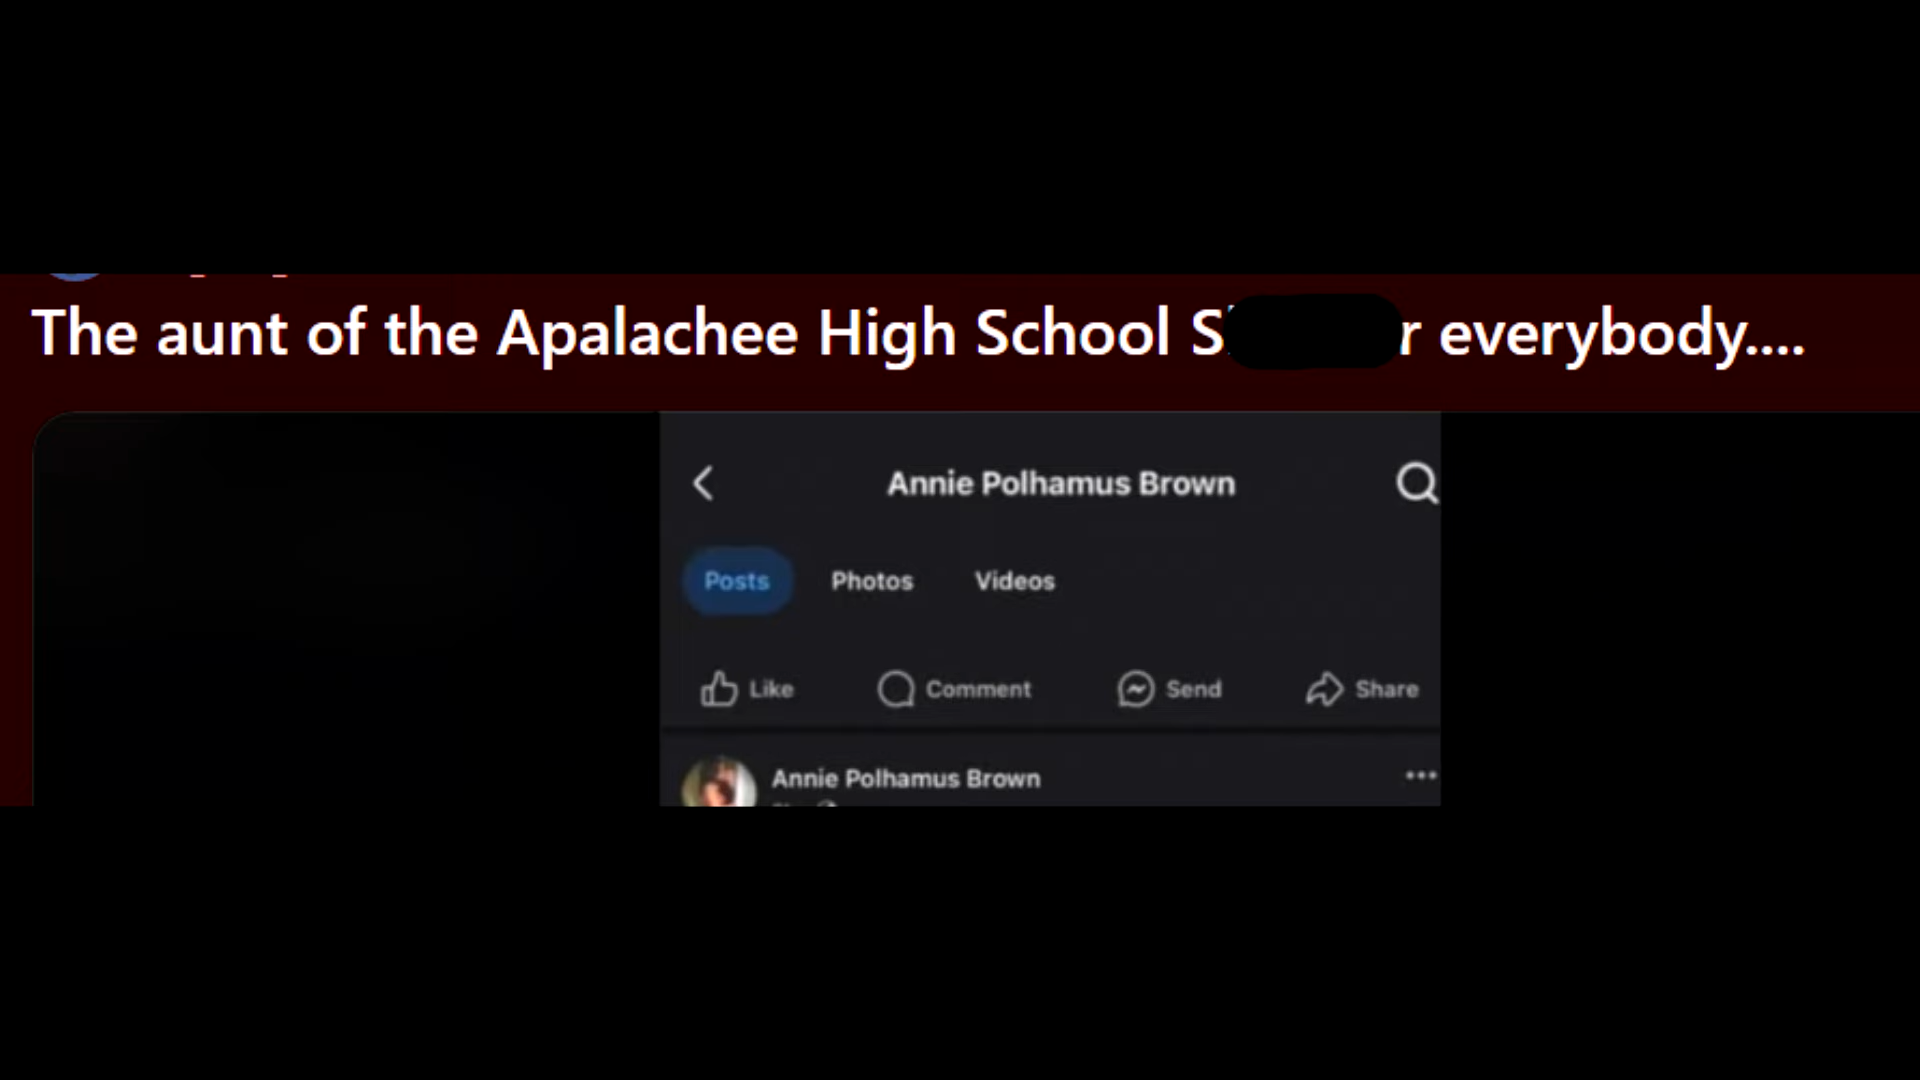 The aunt of the Apalachee High School S r everybody....
Annie Polhamus Brown
Posts Photos Videos
Like Comment Send Share
Annie Polhamus Brown